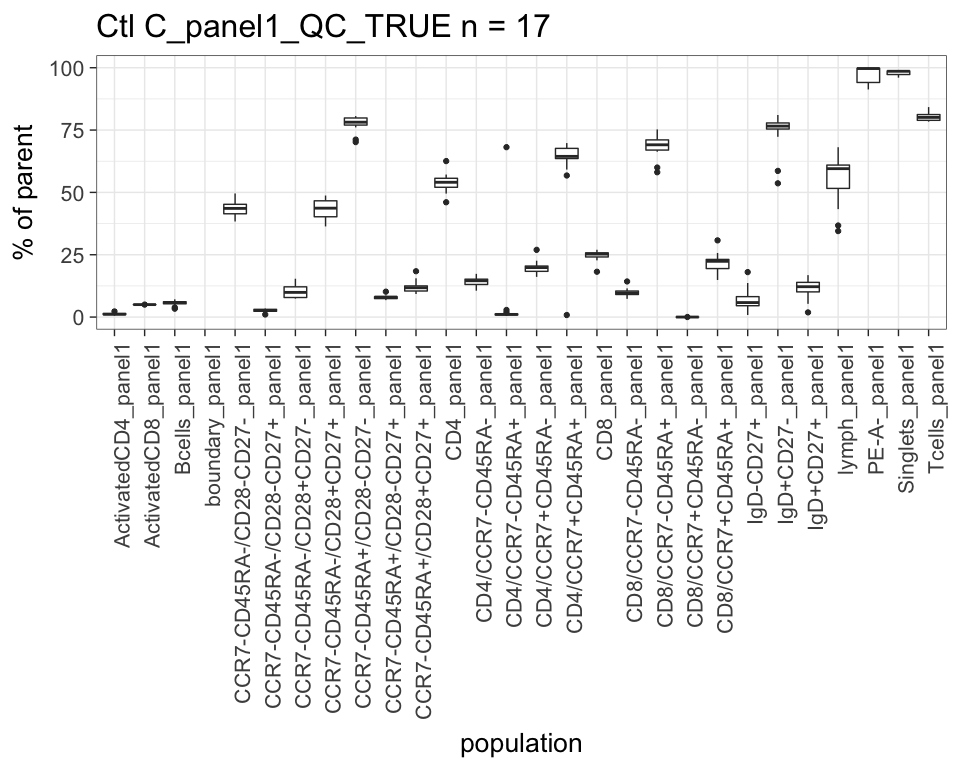 Ctl C_panel1_QC_TRUE n = 17
% of parent
100
75
50
25
0
ActivatedCD4_panel1
ActivatedCD8_panel1
Bcells_panel1
boundary_panel1
CCR7-CD45RA-/CD28-CD27-_panel1
CCR7-CD45RA-/CD28-CD27+_panel1
CCR7-CD45RA-/CD28+CD27-_panel1
CCR7-CD45RA-/CD28+CD27+_panel1
CCR7-CD45RA+/CD28-CD27-_panel1
CCR7-CD45RA+/CD28-CD27+_panel1
CCR7-CD45RA+/CD28+CD27+_panel1
CD4_panel1
CD4/CCR7-CD45RA-_panel1
CD4/CCR7-CD45RA+_panel1
CD4/CCR7+CD45RA-_panel1
CD4/CCR7+CD45RA+_panel1
CD8_panel1
CD8/CCR7-CD45RA-_panel1
CD8/CCR7-CD45RA+_panel1
CD8/CCR7+CD45RA-_panel1
CD8/CCR7+CD45RA+_panel1
IgD-CD27+_panel1
IgD+CD27-_panel1
IgD+CD27+_panel1
lymph_panel1
PE-A-_panel1
Singlets_panel1
Tcells_panel1
population